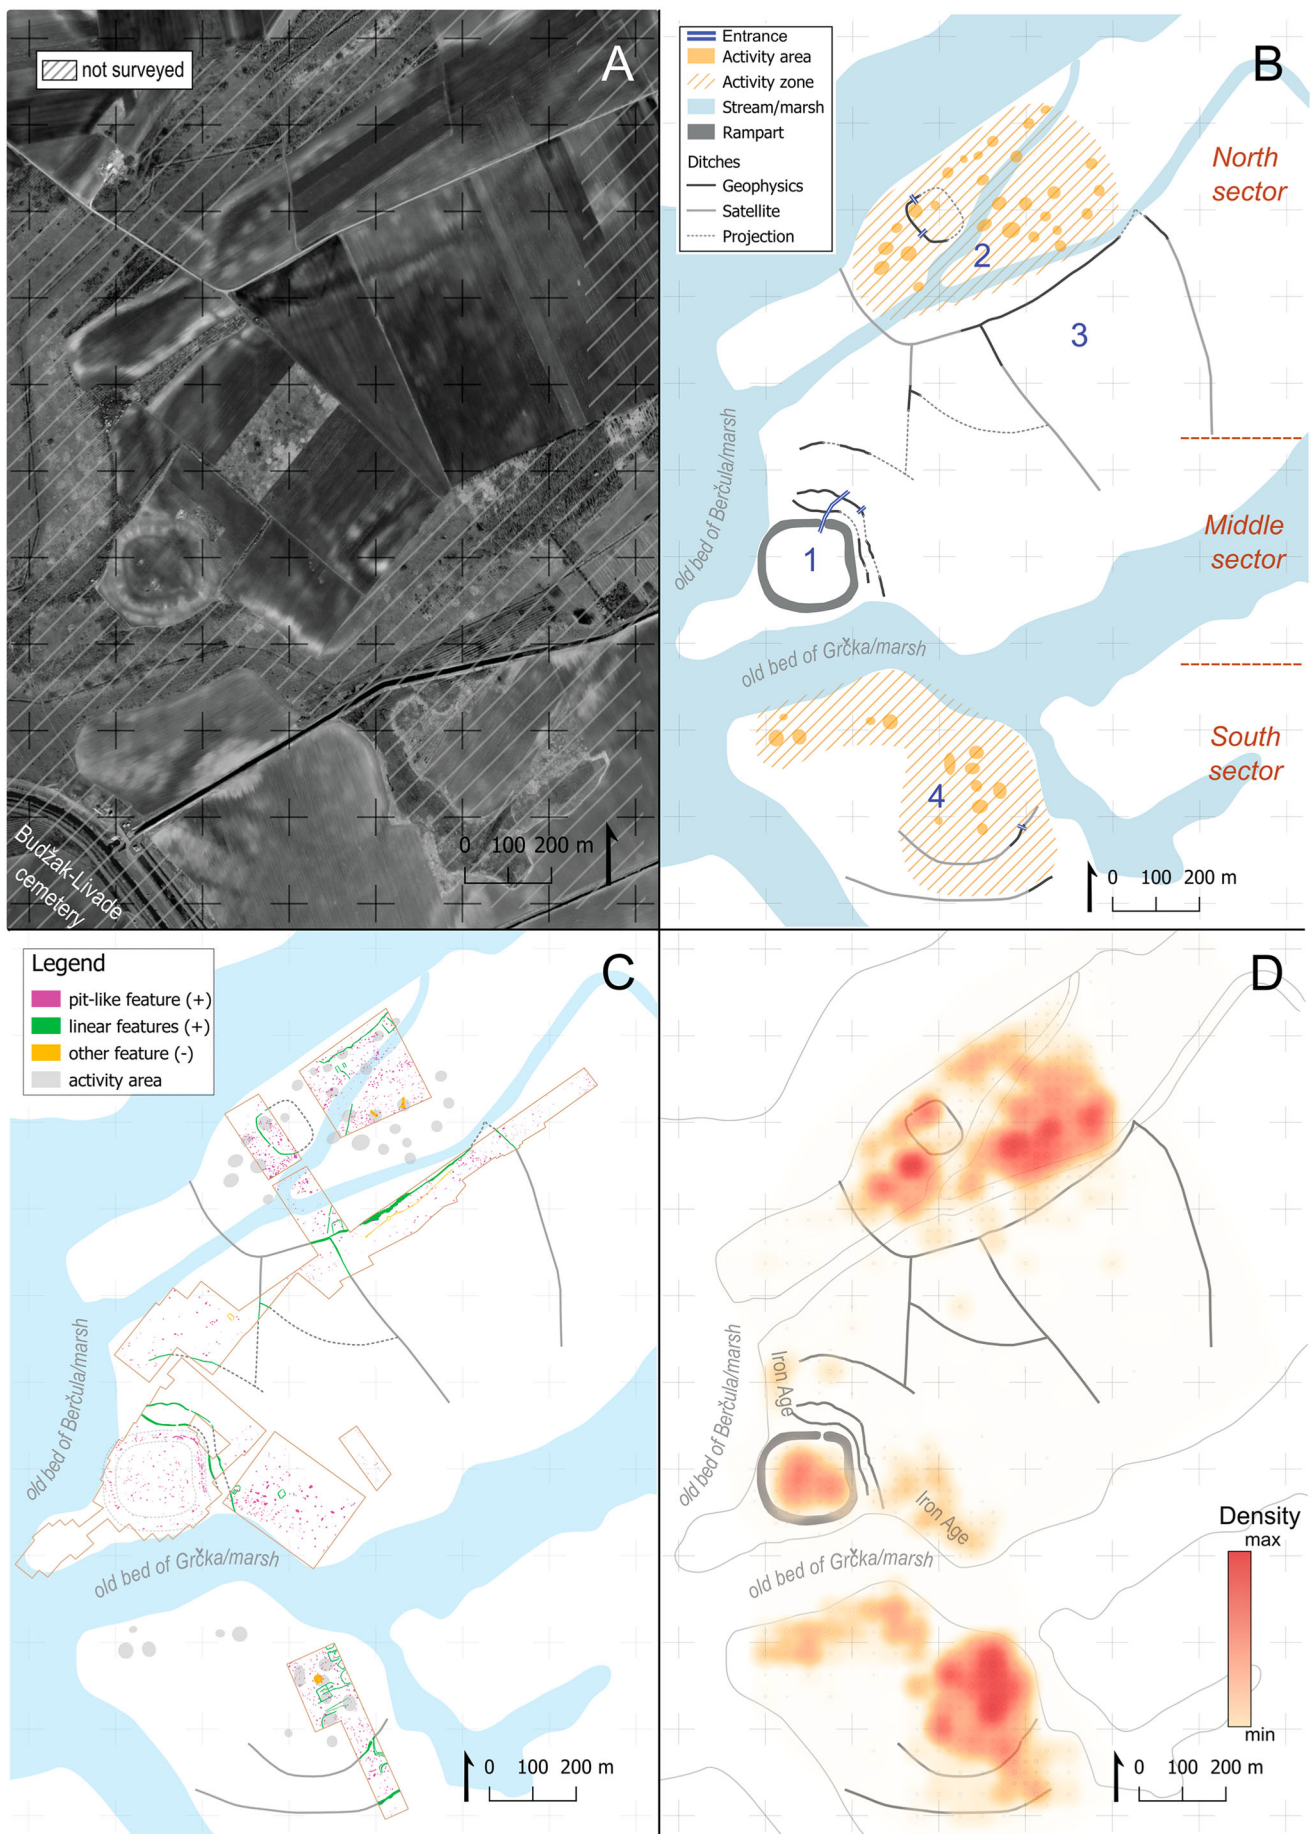 A
not surveyed
0 100 200 m
Budžak-Livade
cemetery
B
Entrance
Activity area
Activity zone
Stream/marsh
Rampart
Ditches
Geophysics
Satellite
Projection
North
sector
2
3
old bed of Berčula/marsh
1
Middle
sector
old bed of Grčka/marsh
South
sector
4
0 100 200 m
C
Legend
pit-like feature (+)
linear features (+)
other feature (-)
activity area
old bed of Berčula/marsh
old bed of Grčka/marsh
0 100 200 m
D
Iron Age
old bed of Berčula/marsh
Iron Age
old bed of Grčka/marsh
Density
max
min
0 100 200 m